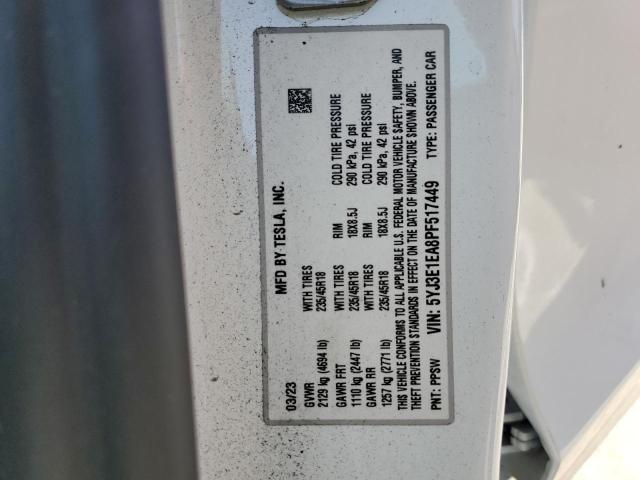 MFD BY TESLA, INC.
03/23
GVWR
2129 kg (4694 lb) WITH TIRES 235/45R18 RIM 18X8.5J COLD TIRE PRESSURE 290 kPa, 42 psi
GAWR FRT
1110 kg (2447 lb) WITH TIRES 235/45R18 RIM 18X8.5J COLD TIRE PRESSURE 290 kPa, 42 psi
GAWR RR
1257 kg (2771 lb)
THIS VEHICLE CONFORMS TO ALL APPLICABLE U.S. FEDERAL MOTOR VEHICLE SAFETY, BUMPER, AND
THEFT PREVENTION STANDARDS IN EFFECT ON THE DATE OF MANUFACTURE SHOWN ABOVE.
PNT: PPSW VIN: 5YJ3E1EA8PF517449 TYPE: PASSENGER CAR